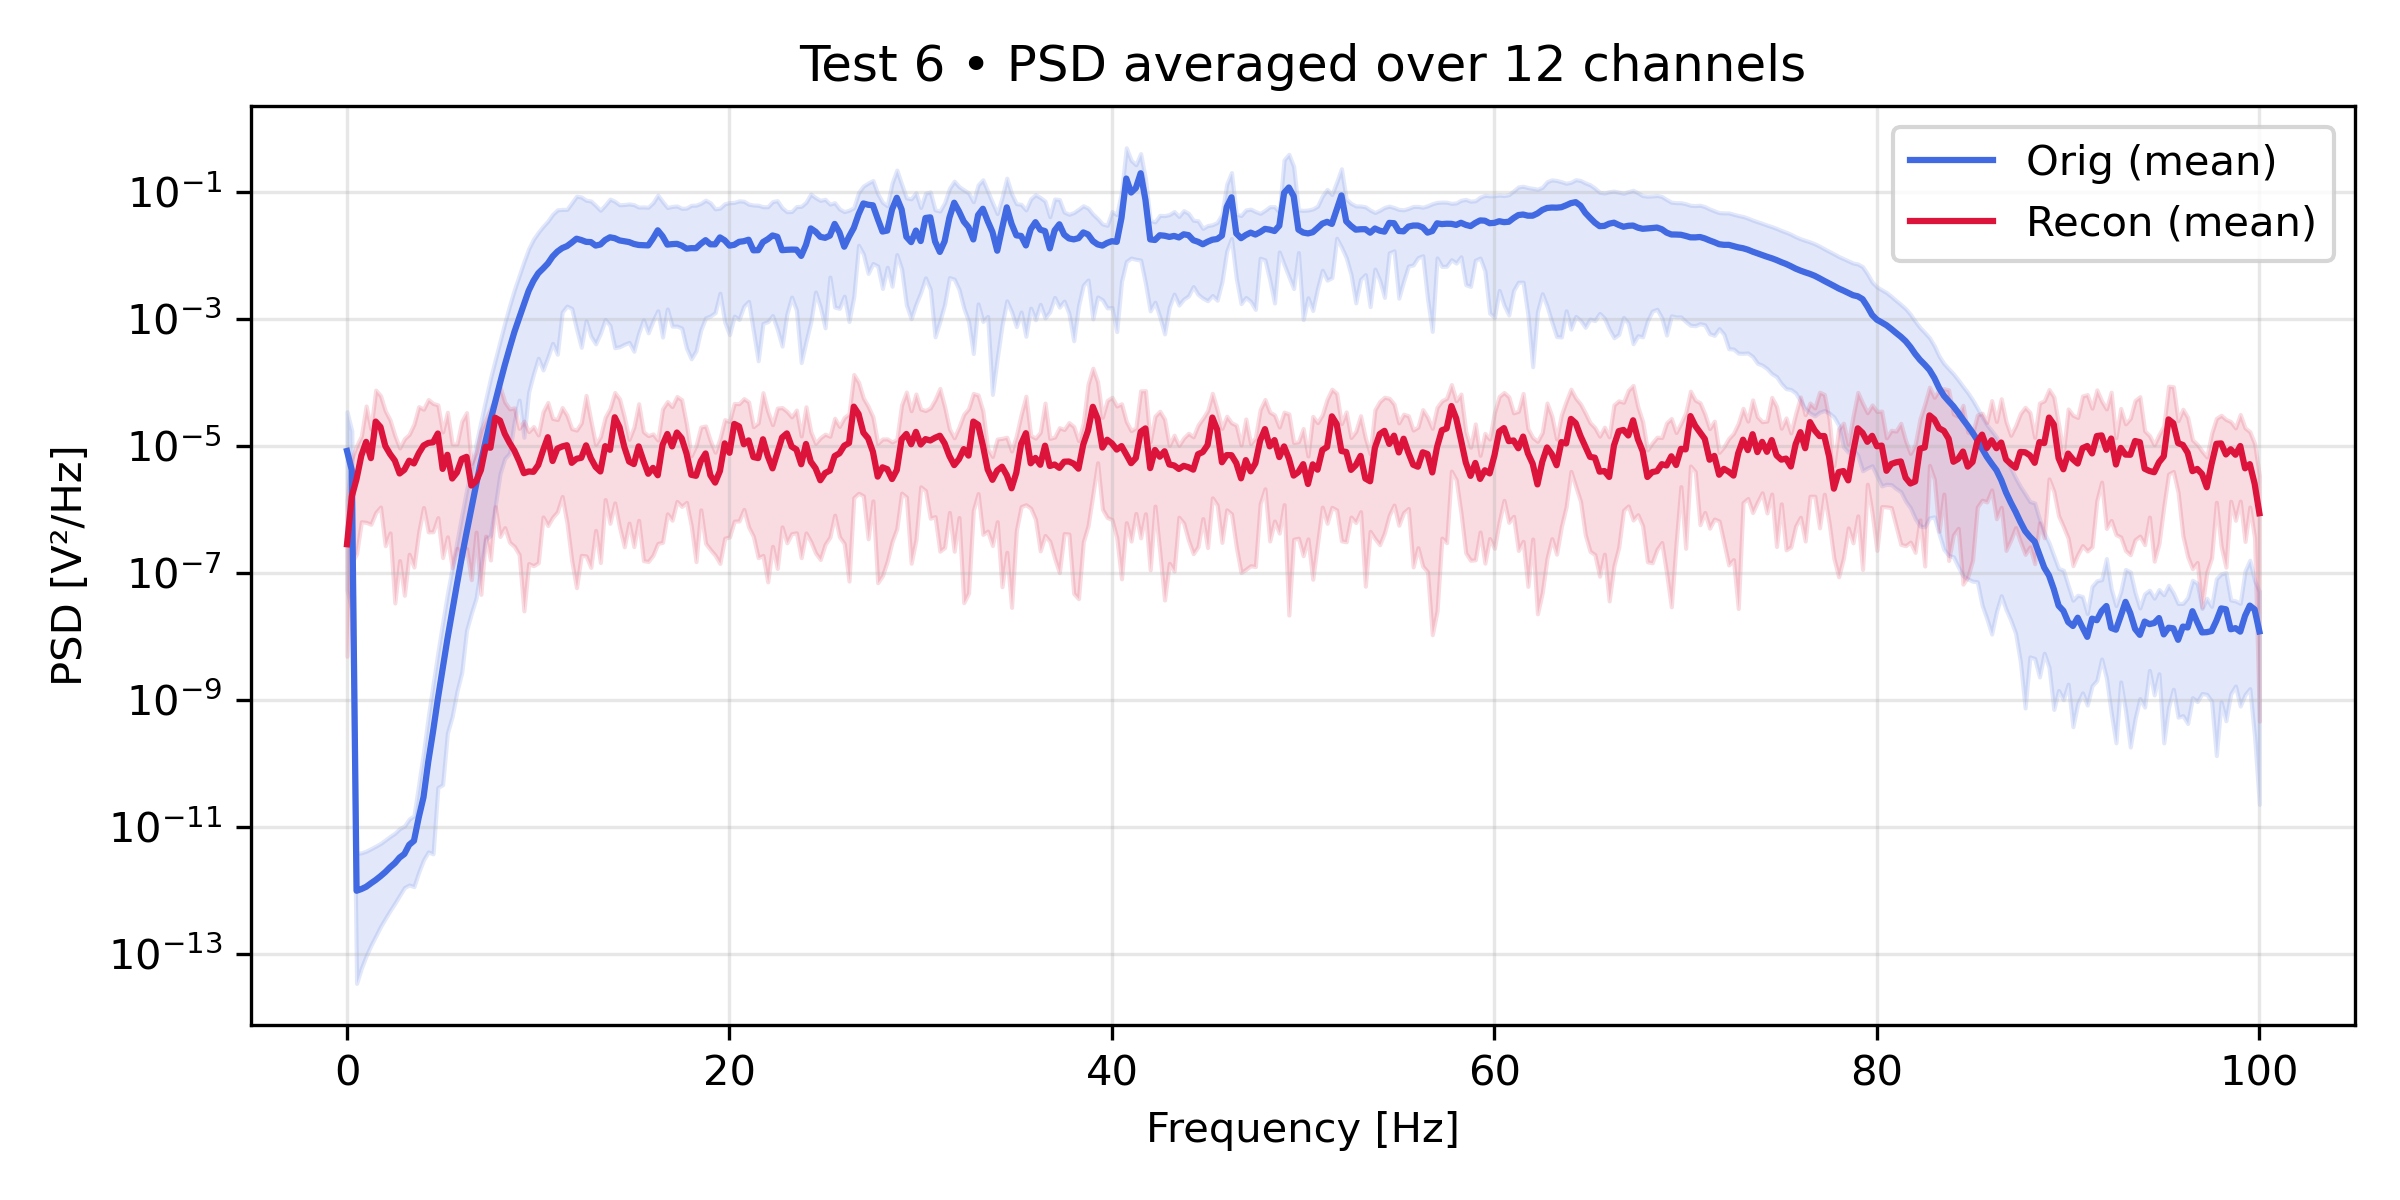 Test 6 • PSD averaged over 12 channels
Orig (mean)
Recon (mean)
PSD [V²/Hz]
10⁻¹
10⁻³
10⁻⁵
10⁻⁷
10⁻⁹
10⁻¹¹
10⁻¹³
0 20 40 60 80 100
Frequency [Hz]